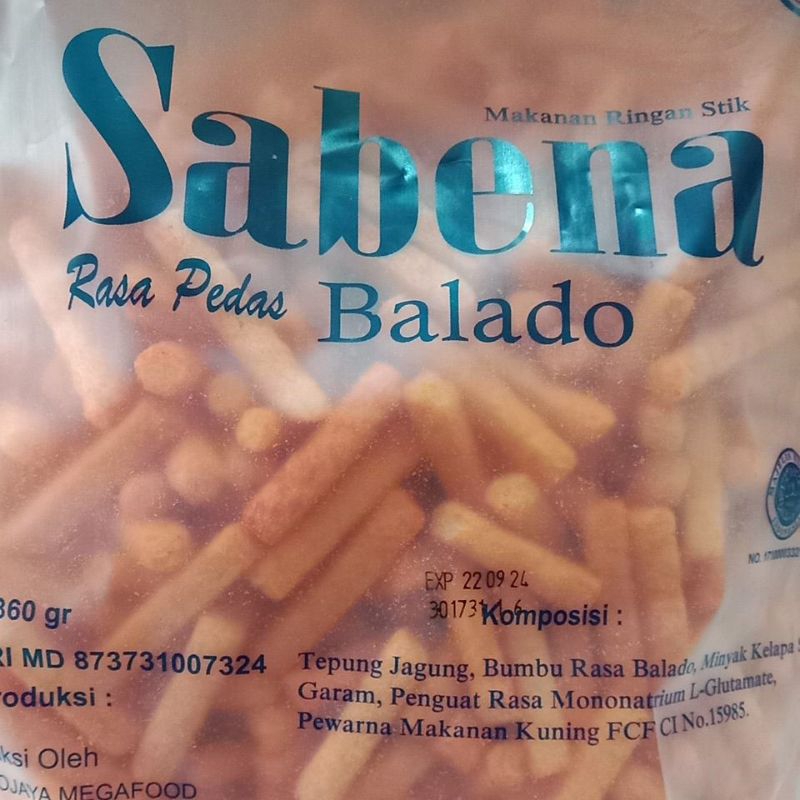 Makanan Ringan Stik
Sabena
Rasa Pedas Balado
EXP 22 09 24
Komposisi :
Tepung Jagung, Bumbu Rasa Balado, Minyak Kelapa
Garam, Penguat Rasa Mononatrium L-Glutamate,
Pewarna Makanan Kuning FCF CI No.15985.
360 gr
RI MD 873731007324
roduksi :
ksi Oleh
OJAYA MEGAFOOD